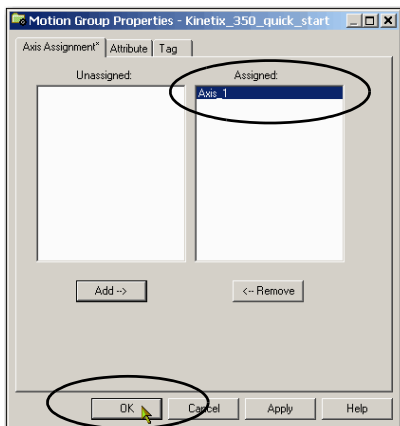 Motion Group Properties - Kinetix_350_quick_start
Axis Assignment* Attribute Tag
Unassigned: Assigned:
Axis_1
Add --> <-- Remove
OK Cancel Apply Help